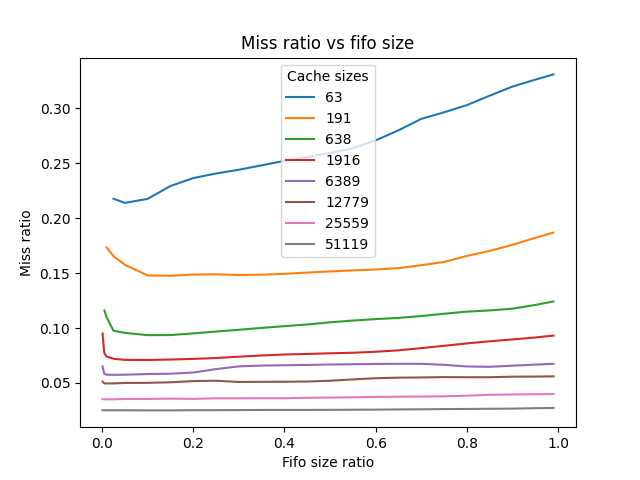 Miss ratio vs fifo size
Cache sizes
63
191
638
1916
6389
12779
25559
51119
Miss ratio
0.30
0.25
0.20
0.15
0.10
0.05
0.0 0.2 0.4 0.6 0.8 1.0
Fifo size ratio